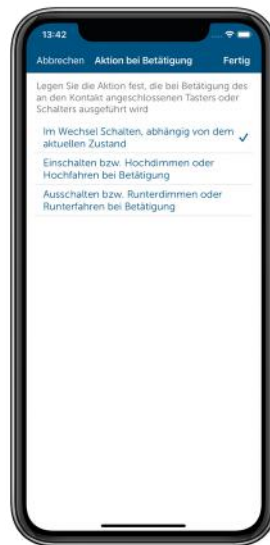 13:42
Abbrechen Aktion bei Betätigung Fertig
Legen Sie die Aktion fest, die bei Betätigung des
an den Kontakt angeschlossenen Tasters oder
Schalters ausgeführt wird
Im Wechsel Schalten, abhängig von dem
aktuellen Zustand
Einschalten bzw. Hochdimmen oder
Hochfahren bei Betätigung
Ausschalten bzw. Runterdimmen oder
Runterfahren bei Betätigung